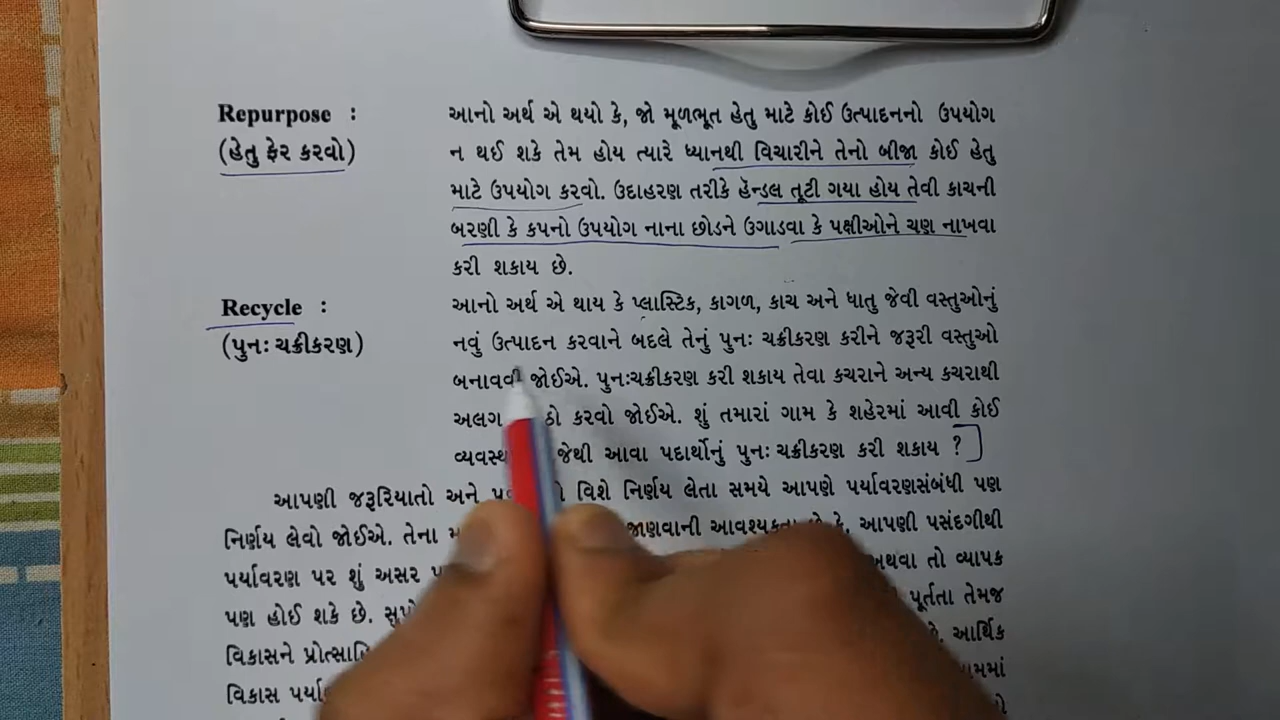 Repurpose : આનો અર્થ એ થયો કે, જો મૂળભૂત હેતુ માટે કોઈ ઉત્પાદનનો ઉપયોગ
(હેતુ ફેર કરવો) ન થઈ શકે તેમ હોય ત્યારે ધ્યાનથી વિચારીને તેનો બીજા કોઈ હેતુ
માટે ઉપયોગ કરવો. ઉદાહરણ તરીકે હૅન્ડલ તૂટી ગયા હોય તેવી કાચની
બરણી કે કપનો ઉપયોગ નાના છોડને ઉગાડવા કે પક્ષીઓને ચણ નાખવા
કરી શકાય છે.
Recycle : આનો અર્થ એ થાય કે પ્લાસ્ટિક, કાગળ, કાચ અને ધાતુ જેવી વસ્તુઓનું
(પુનઃ ચક્રીકરણ) નવું ઉત્પાદન કરવાને બદલે તેનું પુનઃ ચક્રીકરણ કરીને જરૂરી વસ્તુઓ
બનાવવી જોઈએ. પુનઃચક્રીકરણ કરી શકાય તેવા કચરાને અન્ય કચરાથી
અલગ કરવો જોઈએ. શું તમારાં ગામ કે શહેરમાં આવી કોઈ
જેથી આવા પદાર્થોનું પુનઃ ચક્રીકરણ કરી શકાય ?
આપણી જરૂરિયાતો અને વિશે નિર્ણય લેતા સમયે આપણે પર્યાવરણસંબંધી પણ
નિર્ણય લેવો જોઈએ. તેના જાણવાની આવશ્યકતા છે કે, આપણી પસંદગીથી
પર્યાવરણ પર શું અસર અથવા તો વ્યાપક
પણ હોઈ શકે છે. પૂર્તતા તેમજ
વિકાસને આર્થિક
વિકાસ